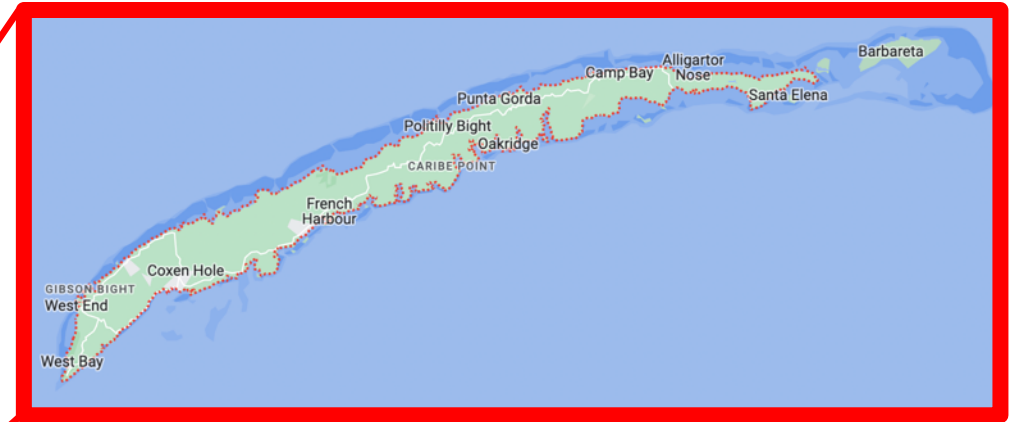 Barbareta
Alligartor
Nose
Camp Bay
Santa Elena
Punta Gorda
Politilly Bight
Oakridge
CARIBE POINT
French
Harbour
Coxen Hole
GIBSON BIGHT
West End
West Bay